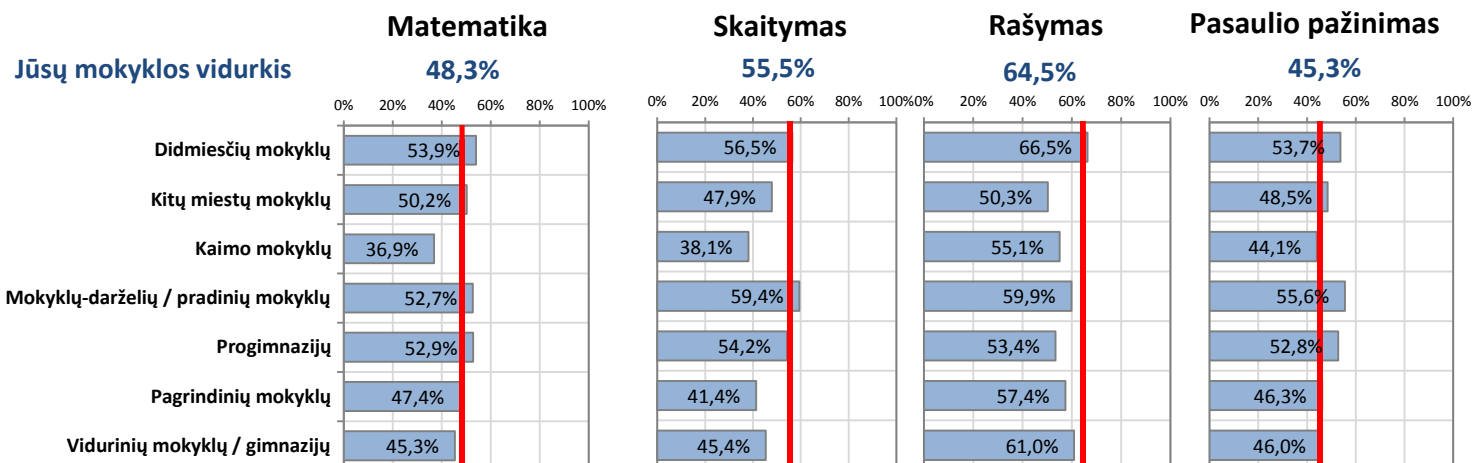 Matematika Skaitymas Rašymas Pasaulio pažinimas
Jūsų mokyklos vidurkis 48,3% 55,5% 64,5% 45,3%
0% 20% 40% 60% 80% 100% 0% 20% 40% 60% 80% 100% 0% 20% 40% 60% 80% 100% 0% 20% 40% 60% 80% 100%
Didmiesčių mokyklų 53,9% 56,5% 66,5% 53,7%
Kitų miestų mokyklų 50,2% 47,9% 50,3% 48,5%
Kaimo mokyklų 36,9% 38,1% 55,1% 44,1%
Mokyklų-darželių / pradinių mokyklų 52,7% 59,4% 59,9% 55,6%
Progimnazijų 52,9% 54,2% 53,4% 52,8%
Pagrindinių mokyklų 47,4% 41,4% 57,4% 46,3%
Vidurinių mokyklų / gimnazijų 45,3% 45,4% 61,0% 46,0%